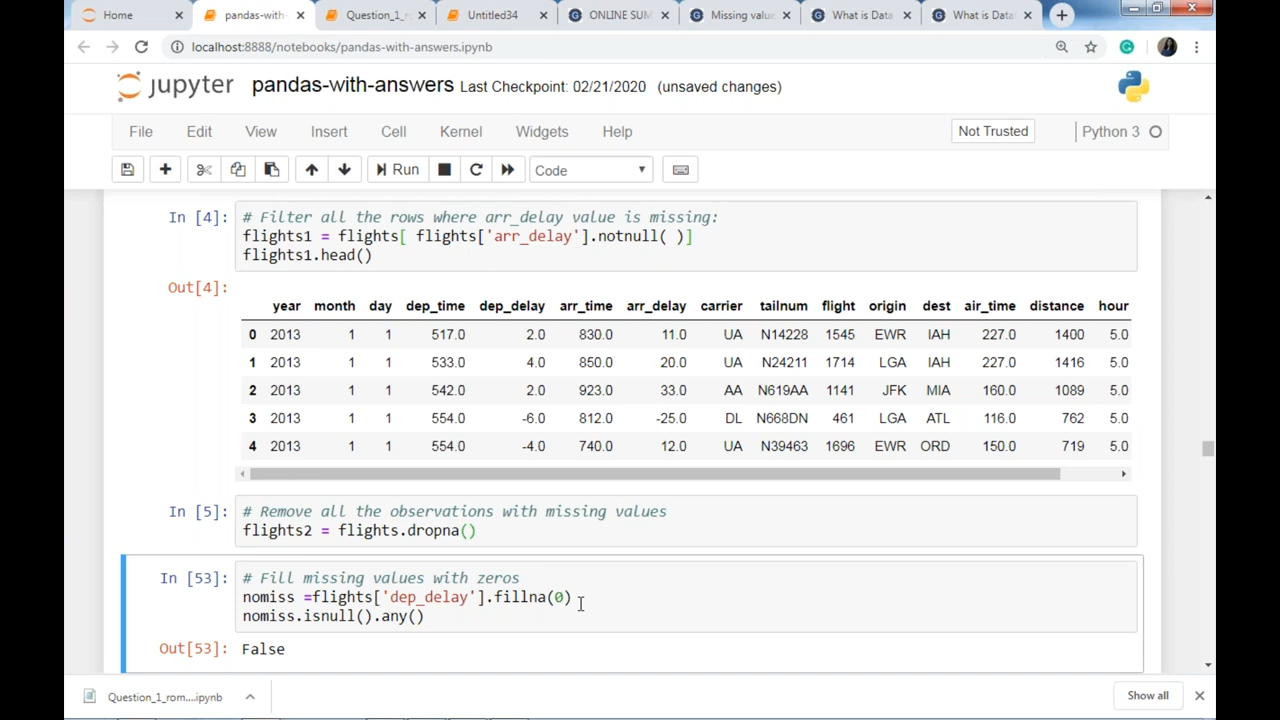 Home
pandas-with-
Question_1_r
Untitled34
ONLINE SUM
Missing value
What is Data
What is Data
localhost:8888/notebooks/pandas-with-answers.ipynb
jupyter pandas-with-answers Last Checkpoint: 02/21/2020 (unsaved changes)
File Edit View Insert Cell Kernel Widgets Help Not Trusted Python 3
Run Code
In [4]: # Filter all the rows where arr_delay value is missing:
flights1 = flights[ flights['arr_delay'].notnull( )]
flights1.head()
Out[4]:
year month day dep_time dep_delay arr_time arr_delay carrier tailnum flight origin dest air_time distance hour
0 2013 1 1 517.0 2.0 830.0 11.0 UA N14228 1545 EWR IAH 227.0 1400 5.0
1 2013 1 1 533.0 4.0 850.0 20.0 UA N24211 1714 LGA IAH 227.0 1416 5.0
2 2013 1 1 542.0 2.0 923.0 33.0 AA N619AA 1141 JFK MIA 160.0 1089 5.0
3 2013 1 1 554.0 -6.0 812.0 -25.0 DL N668DN 461 LGA ATL 116.0 762 5.0
4 2013 1 1 554.0 -4.0 740.0 12.0 UA N39463 1696 EWR ORD 150.0 719 5.0
In [5]: # Remove all the observations with missing values
flights2 = flights.dropna()
In [53]: # Fill missing values with zeros
nomiss =flights['dep_delay'].fillna(0)
nomiss.isnull().any()
Out[53]: False
Question_1_rom....ipynb
Show all